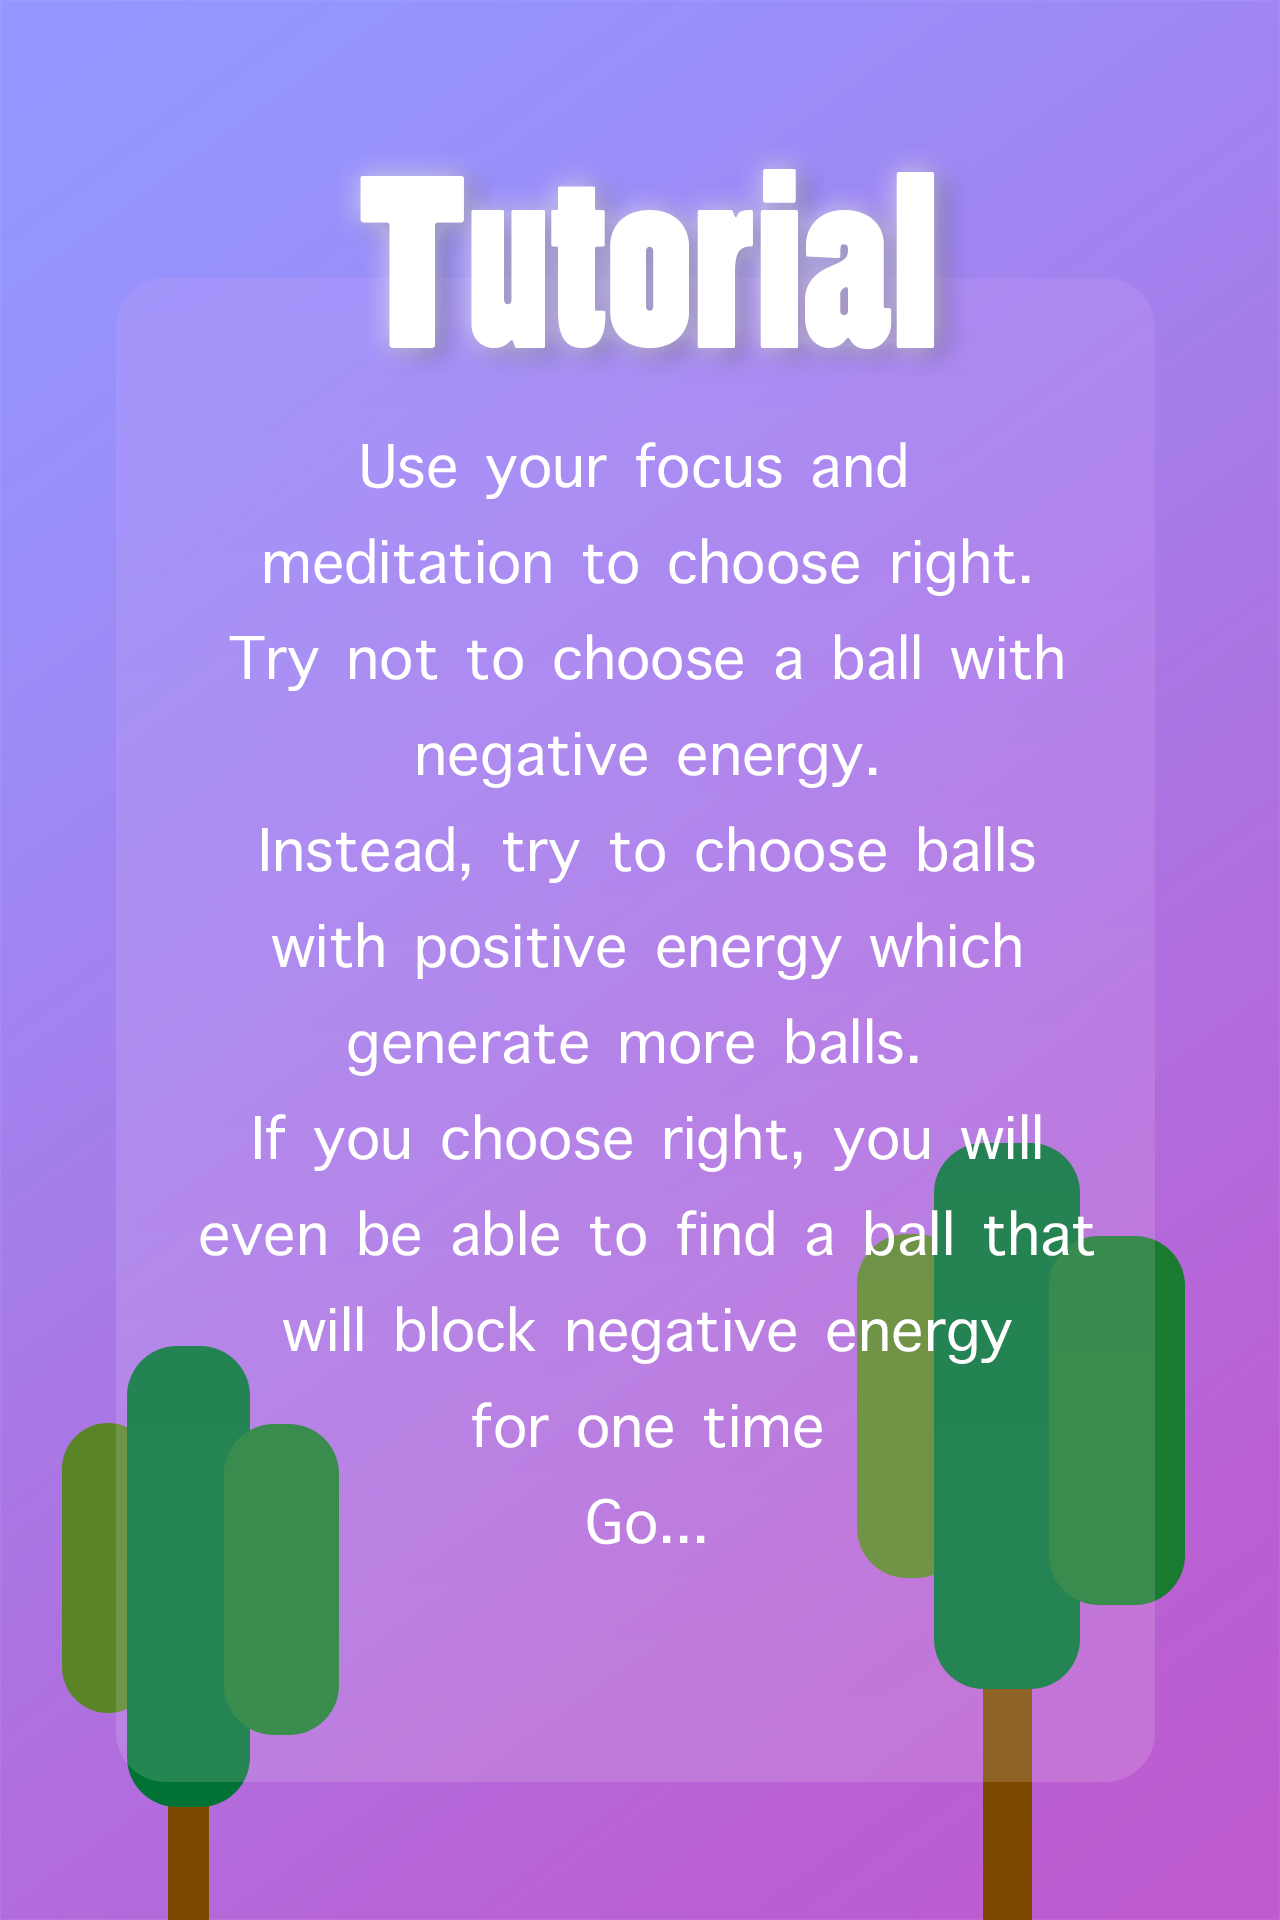 Tutorial
Use your focus and
meditation to choose right.
Try not to choose a ball with
negative energy.
Instead, try to choose balls
with positive energy which
generate more balls.
If you choose right, you will
even be able to find a ball that
will block negative energy
for one time
Go...